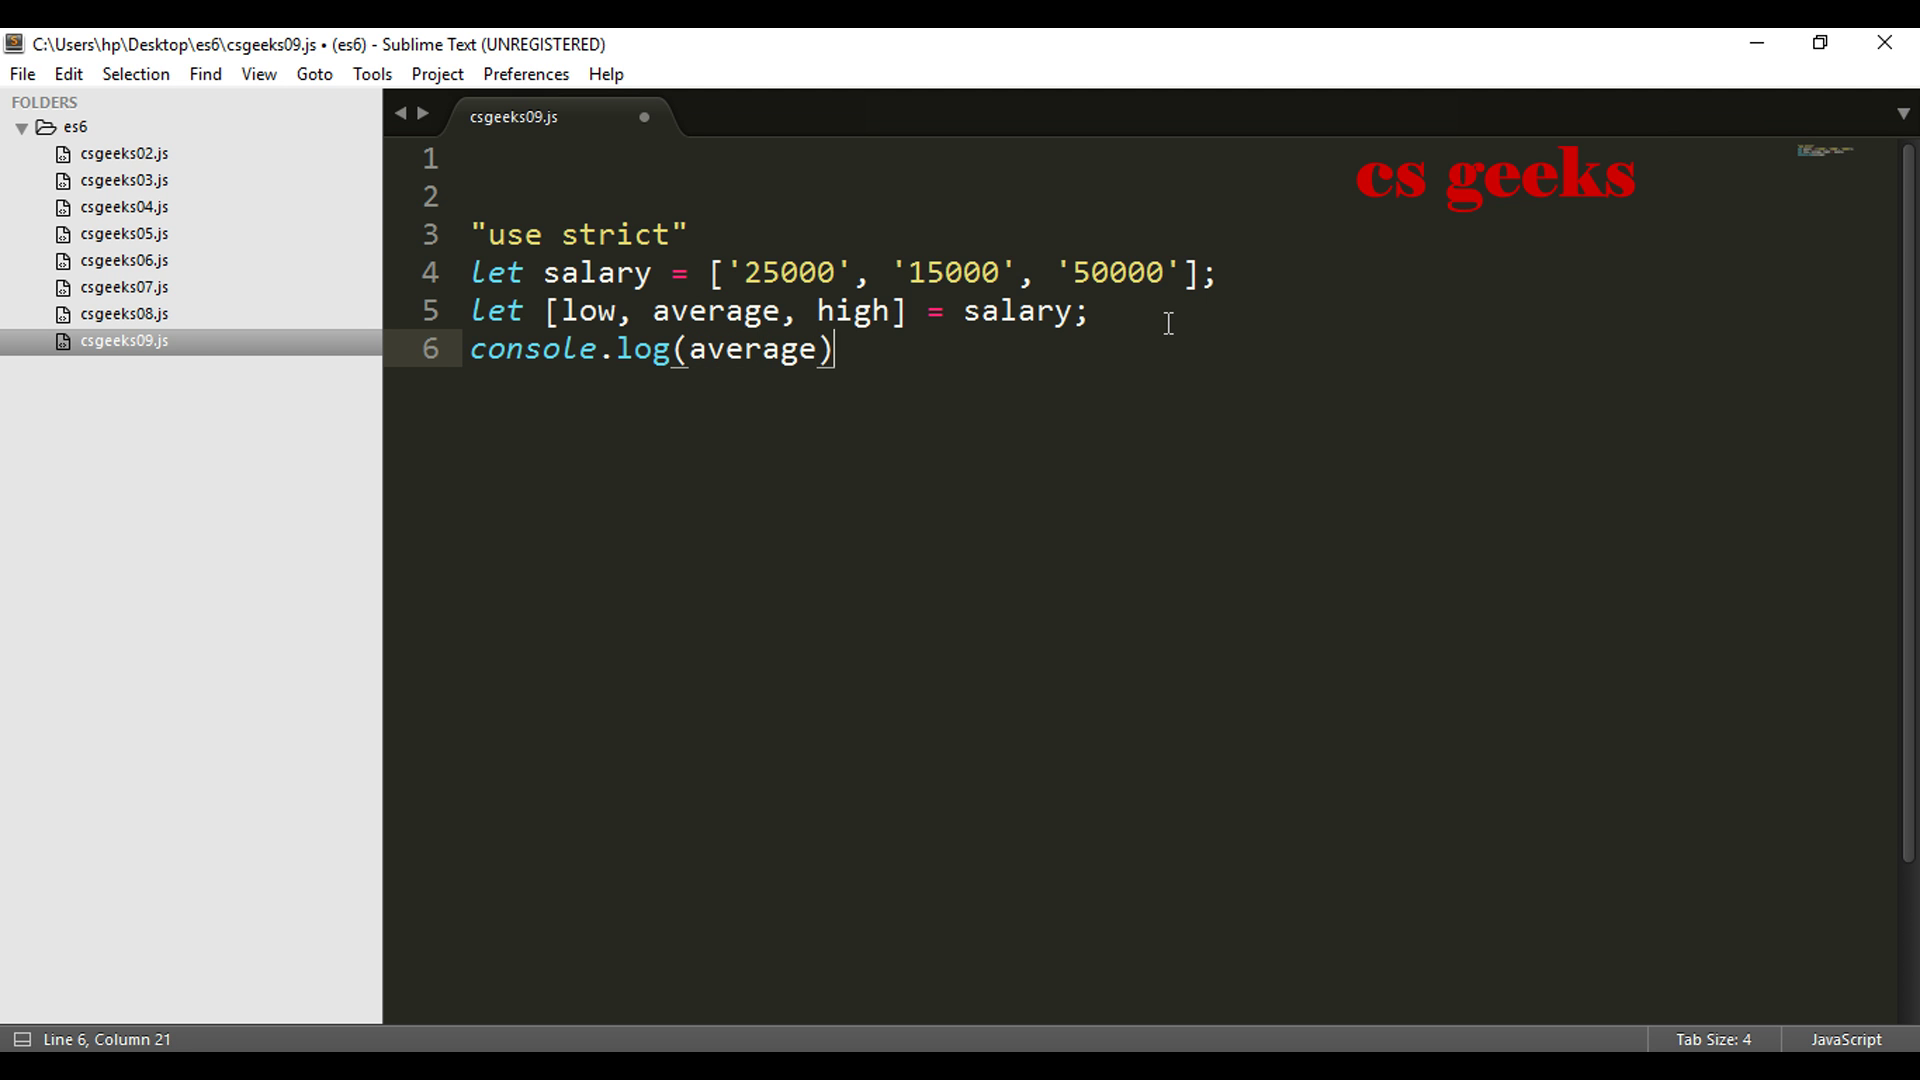 C:\Users\hp\Desktop\es6\csgeeks09.js • (es6) - Sublime Text (UNREGISTERED)
File Edit Selection Find View Goto Tools Project Preferences Help
FOLDERS
es6
csgeeks02.js
csgeeks03.js
csgeeks04.js
csgeeks05.js
csgeeks06.js
csgeeks07.js
csgeeks08.js
csgeeks09.js
csgeeks09.js
cs geeks
1
2
3 "use strict"
4 let salary = ['25000', '15000', '50000'];
5 let [low, average, high] = salary;
6 console.log(average)
Line 6, Column 21
Tab Size: 4
JavaScript